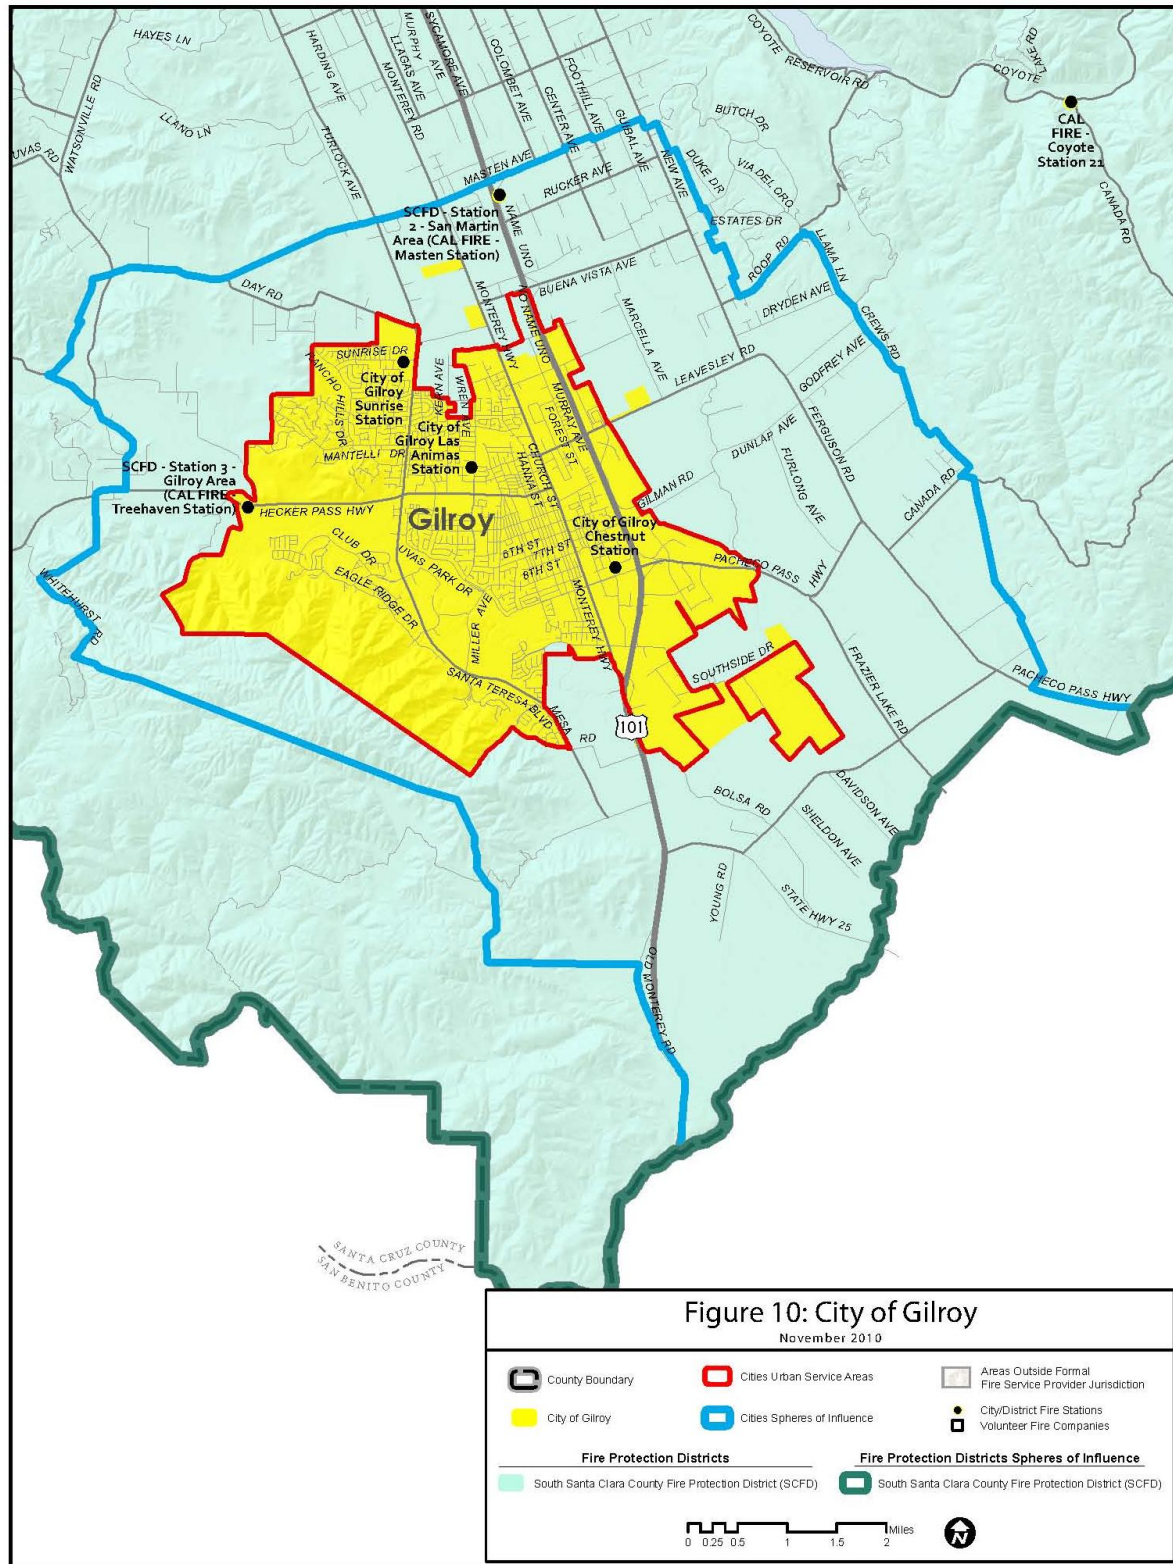 HAYES LN
HARDING AVE
MURPHY AVE
LLAGAS AVE
MONTEREY RD
SYCAMORE AVE
COLOMBET AVE
CENTER AVE
FOOTHILL AVE
GUIBAL AVE
COYOTE
RESERVOIR RD
COYOTE
LAKE RD
CAL
FIRE -
Coyote
Station 21
CANADA RD
WATSONVILLE RD
UVAS RD
LLANO LN
TURLOCK AVE
MASTEN AVE
RUCKER AVE
NEW AVE
BUTCH DR
DUKE DR
VIA DEL ORO
ESTATES DR
ROOP RD
LLAMA LN
SCFD - Station
2 - San Martin
Area (CAL FIRE -
Masten Station)
NO NAME UNO
BUENA VISTA AVE
DAY RD
MONTEREY HWY
NO NAME UNO
MARCELLA AVE
DRYDEN AVE
CREWS RD
LEAVESLEY RD
GODFREY AVE
SUNRISE DR
RANCHO HILLS DR
City of
Gilroy
Sunrise
Station
KERN AVE
WREN AVE
MURRAY AVE
FOREST ST
City of
Gilroy Las
Animas
Station
MANTELLI DR
CHURCH ST
HANNA ST
DUNLAP AVE
FERGUSON RD
FURLONG AVE
CANADA RD
GILMAN RD
SCFD - Station 3 -
Gilroy Area
(CAL FIRE -
Treehaven Station)
HECKER PASS HWY
Gilroy
City of Gilroy
Chestnut
Station
CLUB DR
UVAS PARK DR
EAGLE RIDGE DR
6TH ST
7TH ST
8TH ST
PACHECO PASS HWY
WHITEHURST RD
MILLER AVE
MONTEREY HWY
SOUTHSIDE DR
FRAZIER LAKE RD
PACHECO PASS HWY
SANTA TERESA BLVD
MESA RD
101
BOLSA RD
DAVIDSON AVE
SHELDON AVE
YOUNG RD
STATE HWY 25
OLD MONTEREY RD
SANTA CRUZ COUNTY
SAN BENITO COUNTY
Figure 10: City of Gilroy
November 2010
County Boundary
Cities Urban Service Areas
Areas Outside Formal
Fire Service Provider Jurisdiction
City of Gilroy
Cities Spheres of Influence
City/District Fire Stations
Volunteer Fire Companies
Fire Protection Districts
Fire Protection Districts Spheres of Influence
South Santa Clara County Fire Protection District (SCFD)
South Santa Clara County Fire Protection District (SCFD)
Miles
0 0.25 0.5 1 1.5 2
N